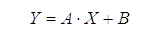 Y = A · X + B